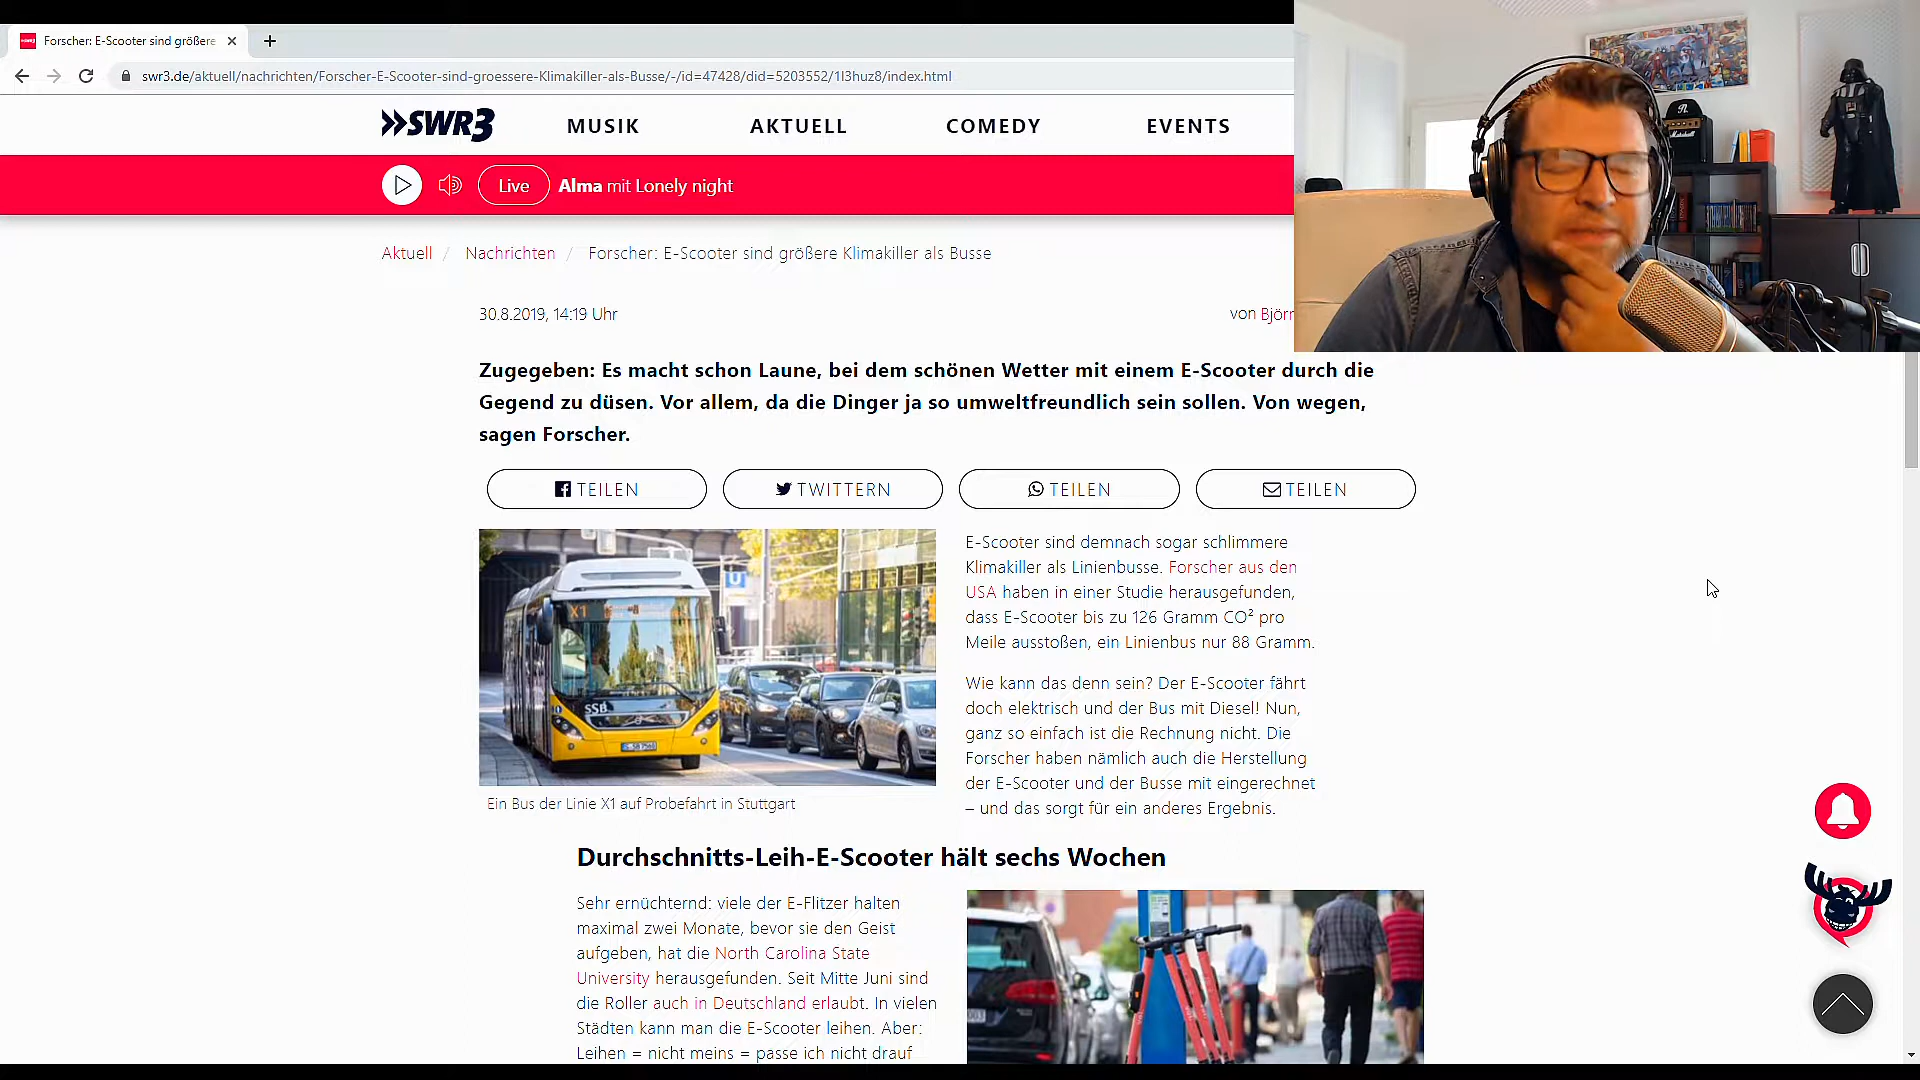 Forscher: E-Scooter sind größere
swr3.de/aktuell/nachrichten/Forscher-E-Scooter-sind-groessere-Klimakiller-als-Busse/-/id=47428/did=5203552/1l3huz8/index.html
SWR3 MUSIK AKTUELL COMEDY EVENTS
Live Alma mit Lonely night
Aktuell / Nachrichten / Forscher: E-Scooter sind größere Klimakiller als Busse
30.8.2019, 14:19 Uhr von Björn
Zugegeben: Es macht schon Laune, bei dem schönen Wetter mit einem E-Scooter durch die
Gegend zu düsen. Vor allem, da die Dinger ja so umweltfreundlich sein sollen. Von wegen,
sagen Forscher.
TEILEN TWITTERN TEILEN TEILEN
X1
U
SSB
Ein Bus der Linie X1 auf Probefahrt in Stuttgart
E-Scooter sind demnach sogar schlimmere
Klimakiller als Linienbusse. Forscher aus den
USA haben in einer Studie herausgefunden,
dass E-Scooter bis zu 126 Gramm CO² pro
Meile ausstoßen, ein Linienbus nur 88 Gramm.
Wie kann das denn sein? Der E-Scooter fährt
doch elektrisch und der Bus mit Diesel! Nun,
ganz so einfach ist die Rechnung nicht. Die
Forscher haben nämlich auch die Herstellung
der E-Scooter und der Busse mit eingerechnet
– und das sorgt für ein anderes Ergebnis.
Durchschnitts-Leih-E-Scooter hält sechs Wochen
Sehr ernüchternd: viele der E-Flitzer halten
maximal zwei Monate, bevor sie den Geist
aufgeben, hat die North Carolina State
University herausgefunden. Seit Mitte Juni sind
die Roller auch in Deutschland erlaubt. In vielen
Städten kann man die E-Scooter leihen. Aber:
Leihen = nicht meins = passe ich nicht drauf
Marshall